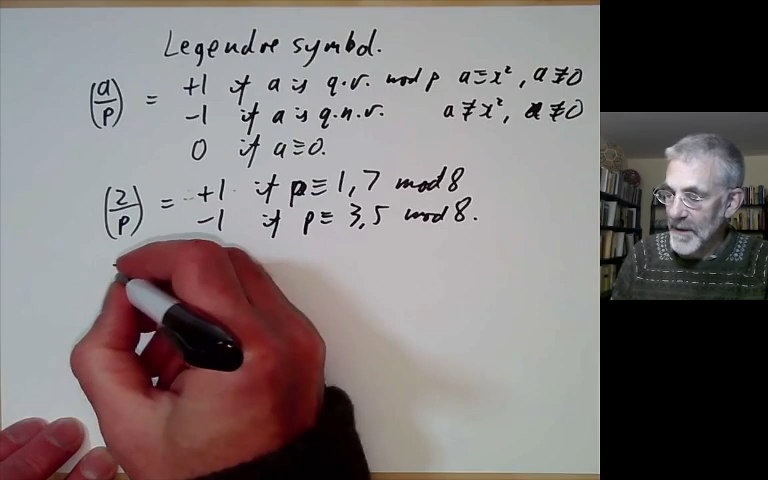 Legendre symbol.
(a/p) = +1 if a is q.r. mod p a≡x², a≢0
-1 if a is q.n.r. a≢x², a≢0
0 if a≡0.
(2/p) = +1 if p≡1,7 mod 8
-1 if p≡3,5 mod 8.